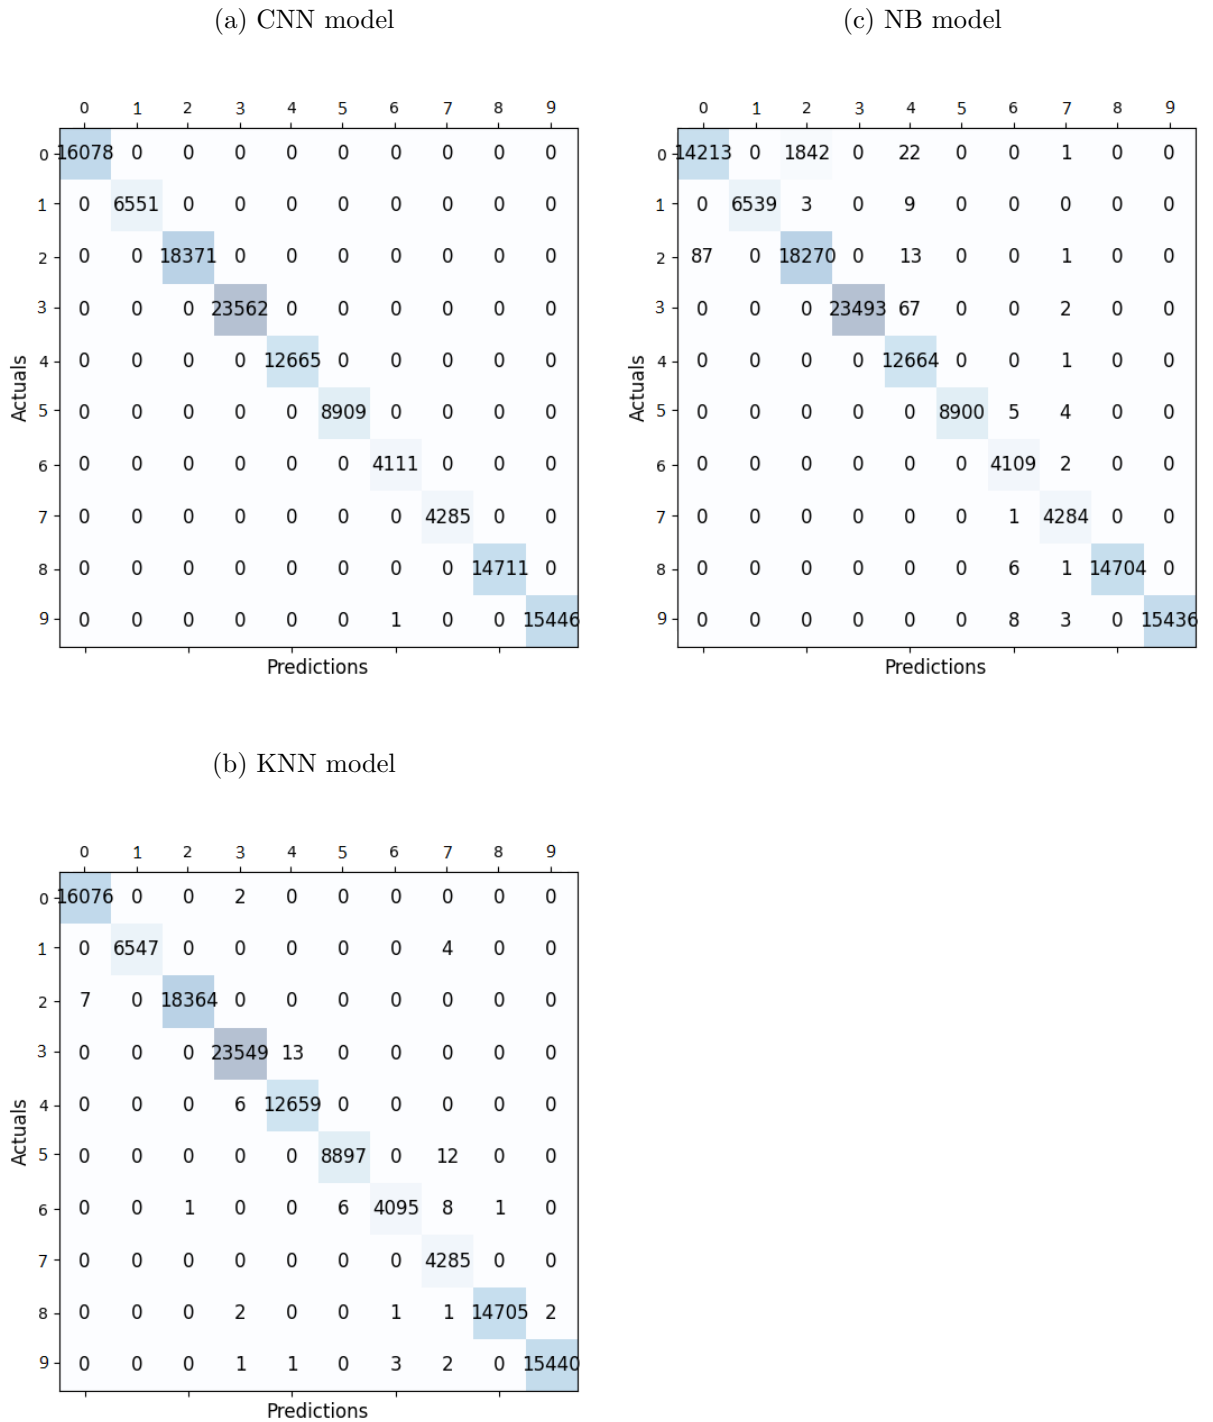 (a) CNN model
0 1 2 3 4 5 6 7 8 9
0 16078 0 0 0 0 0 0 0 0 0
1 0 6551 0 0 0 0 0 0 0 0
2 0 0 18371 0 0 0 0 0 0 0
3 0 0 0 23562 0 0 0 0 0 0
4 0 0 0 0 12665 0 0 0 0 0
5 0 0 0 0 0 8909 0 0 0 0
6 0 0 0 0 0 0 4111 0 0 0
7 0 0 0 0 0 0 0 4285 0 0
8 0 0 0 0 0 0 0 0 14711 0
9 0 0 0 0 0 0 1 0 0 15446
Actuals
Predictions
(c) NB model
0 1 2 3 4 5 6 7 8 9
0 14213 0 1842 0 22 0 0 1 0 0
1 0 6539 3 0 9 0 0 0 0 0
2 87 0 18270 0 13 0 0 1 0 0
3 0 0 0 23493 67 0 0 2 0 0
4 0 0 0 0 12664 0 0 1 0 0
5 0 0 0 0 0 8900 5 4 0 0
6 0 0 0 0 0 0 4109 2 0 0
7 0 0 0 0 0 0 1 4284 0 0
8 0 0 0 0 0 0 6 1 14704 0
9 0 0 0 0 0 0 8 3 0 15436
Actuals
Predictions
(b) KNN model
0 1 2 3 4 5 6 7 8 9
0 16076 0 0 2 0 0 0 0 0 0
1 0 6547 0 0 0 0 0 4 0 0
2 7 0 18364 0 0 0 0 0 0 0
3 0 0 0 23549 13 0 0 0 0 0
4 0 0 0 6 12659 0 0 0 0 0
5 0 0 0 0 0 8897 0 12 0 0
6 0 0 1 0 0 6 4095 8 1 0
7 0 0 0 0 0 0 0 4285 0 0
8 0 0 0 2 0 0 1 1 14705 2
9 0 0 0 1 1 0 3 2 0 15440
Actuals
Predictions